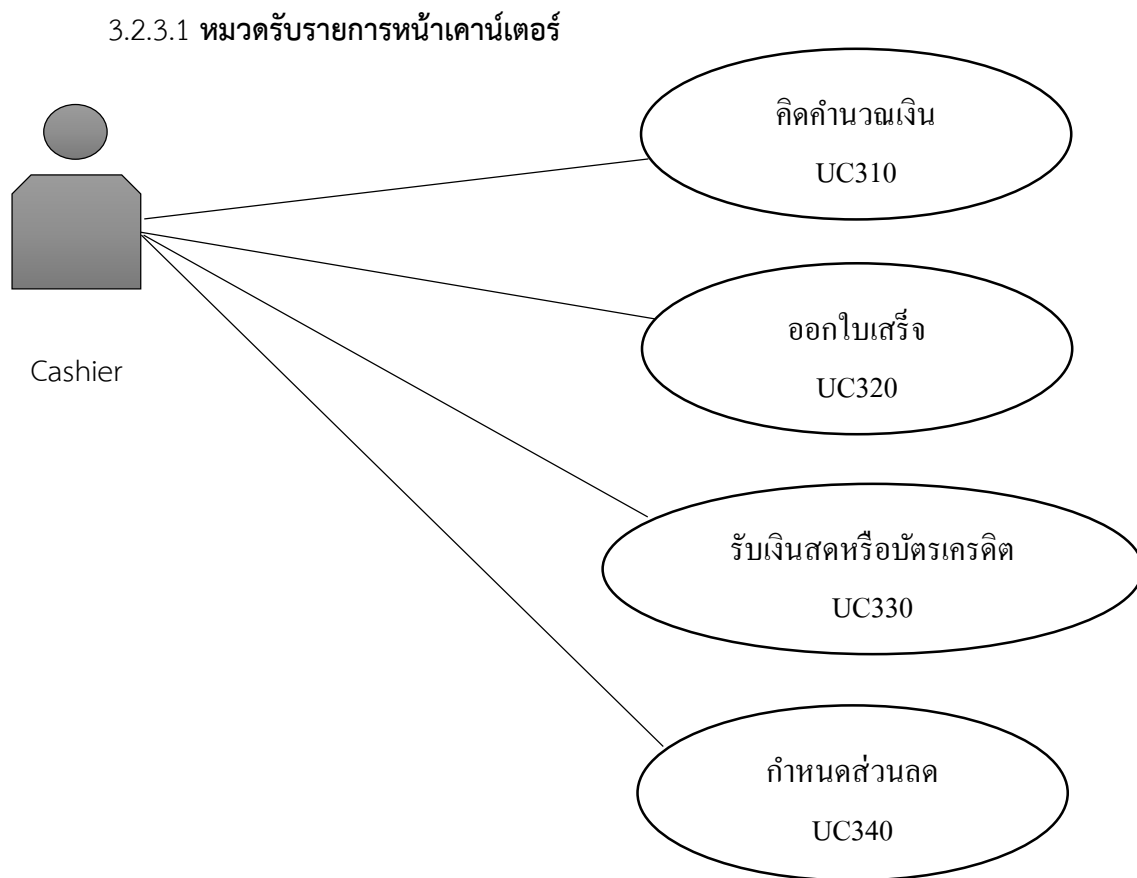 3.2.3.1 หมวดรับรายการหน้าเคาน์เตอร์
คิดคำนวณเงิน
UC310
ออกใบเสร็จ
UC320
Cashier
รับเงินสดหรือบัตรเครดิต
UC330
กำหนดส่วนลด
UC340